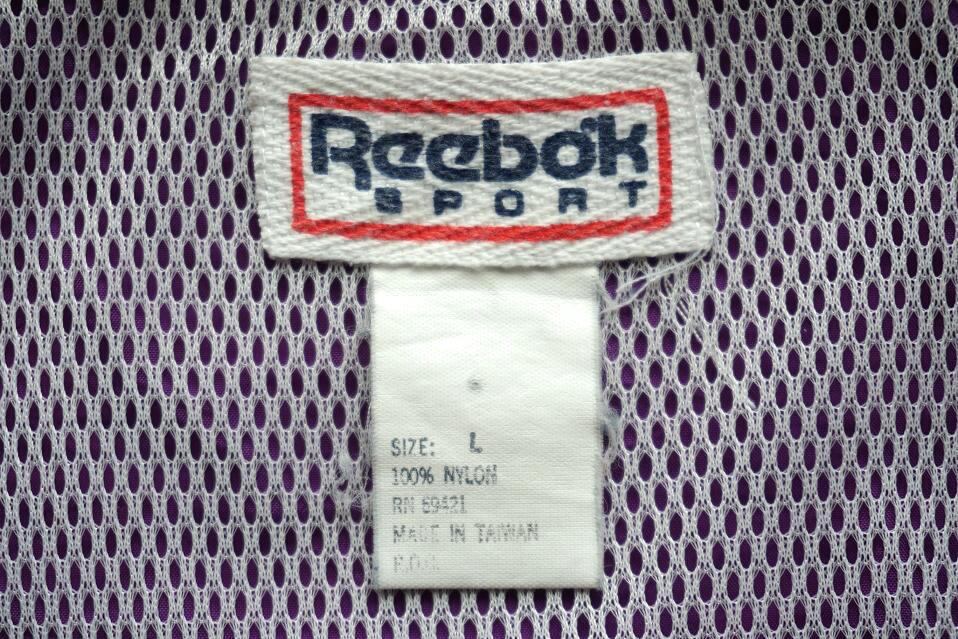 Reebok
SPORT
SIZE: L
100% NYLON
RN 69421
MADE IN TAIWAN